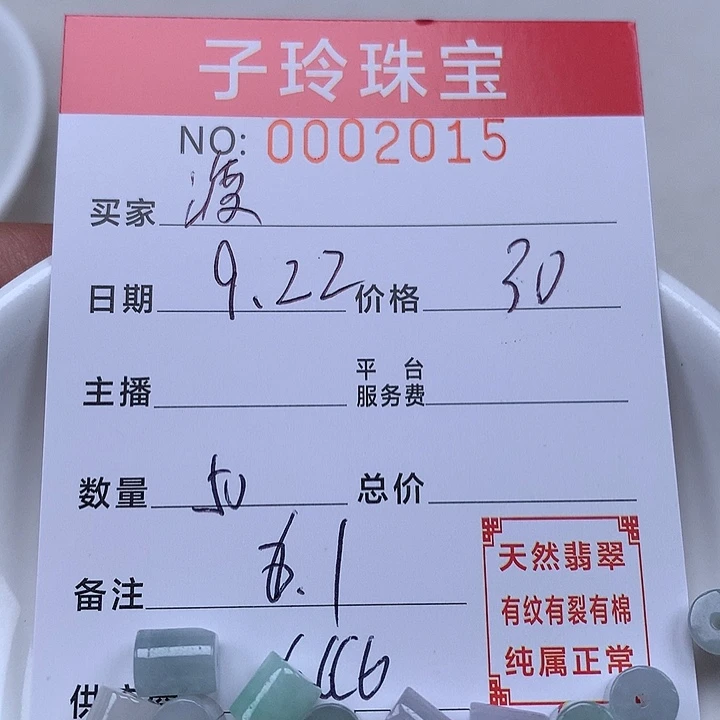 子玲珠宝
NO: 0002015
买家
日期 9.22 价格 30
主播 平台服务费
数量 50 总价
备注 6.1
天然翡翠
有纹有裂有棉
纯属正常
供